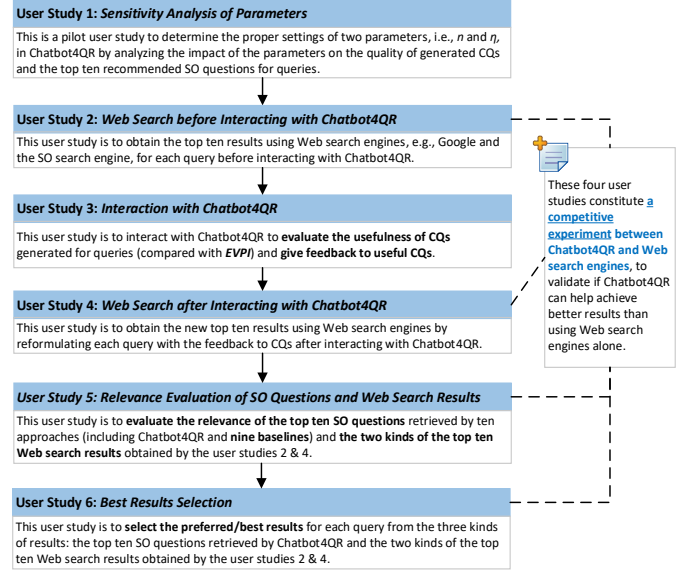 User Study 1: Sensitivity Analysis of Parameters
This is a pilot user study to determine the proper settings of two parameters, i.e., n and η,
in Chatbot4QR by analyzing the impact of the parameters on the quality of generated CQs
and the top ten recommended SO questions for queries.
User Study 2: Web Search before Interacting with Chatbot4QR
This user study is to obtain the top ten results using Web search engines, e.g., Google and
the SO search engine, for each query before interacting with Chatbot4QR.
User Study 3: Interaction with Chatbot4QR
This user study is to interact with Chatbot4QR to evaluate the usefulness of CQs
generated for queries (compared with EVPI) and give feedback to useful CQs.
User Study 4: Web Search after Interacting with Chatbot4QR
This user study is to obtain the new top ten results using Web search engines by
reformulating each query with the feedback to CQs after interacting with Chatbot4QR.
User Study 5: Relevance Evaluation of SO Questions and Web Search Results
This user study is to evaluate the relevance of the top ten SO questions retrieved by ten
approaches (including Chatbot4QR and nine baselines) and the two kinds of the top ten
Web search results obtained by the user studies 2 & 4.
User Study 6: Best Results Selection
This user study is to select the preferred/best results for each query from the three kinds
of results: the top ten SO questions retrieved by Chatbot4QR and the two kinds of the top
ten Web search results obtained by the user studies 2 & 4.
These four user
studies constitute a
competitive
experiment between
Chatbot4QR and Web
search engines, to
validate if Chatbot4QR
can help achieve
better results than
using Web search
engines alone.